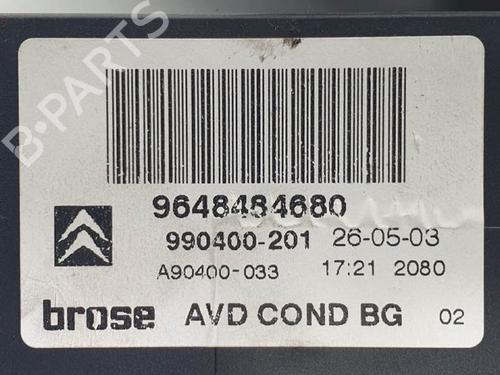 B-PARTS
9648484680
990400-201 26-05-03
A90400-033 17:21 2080
brose AVD COND BG 02